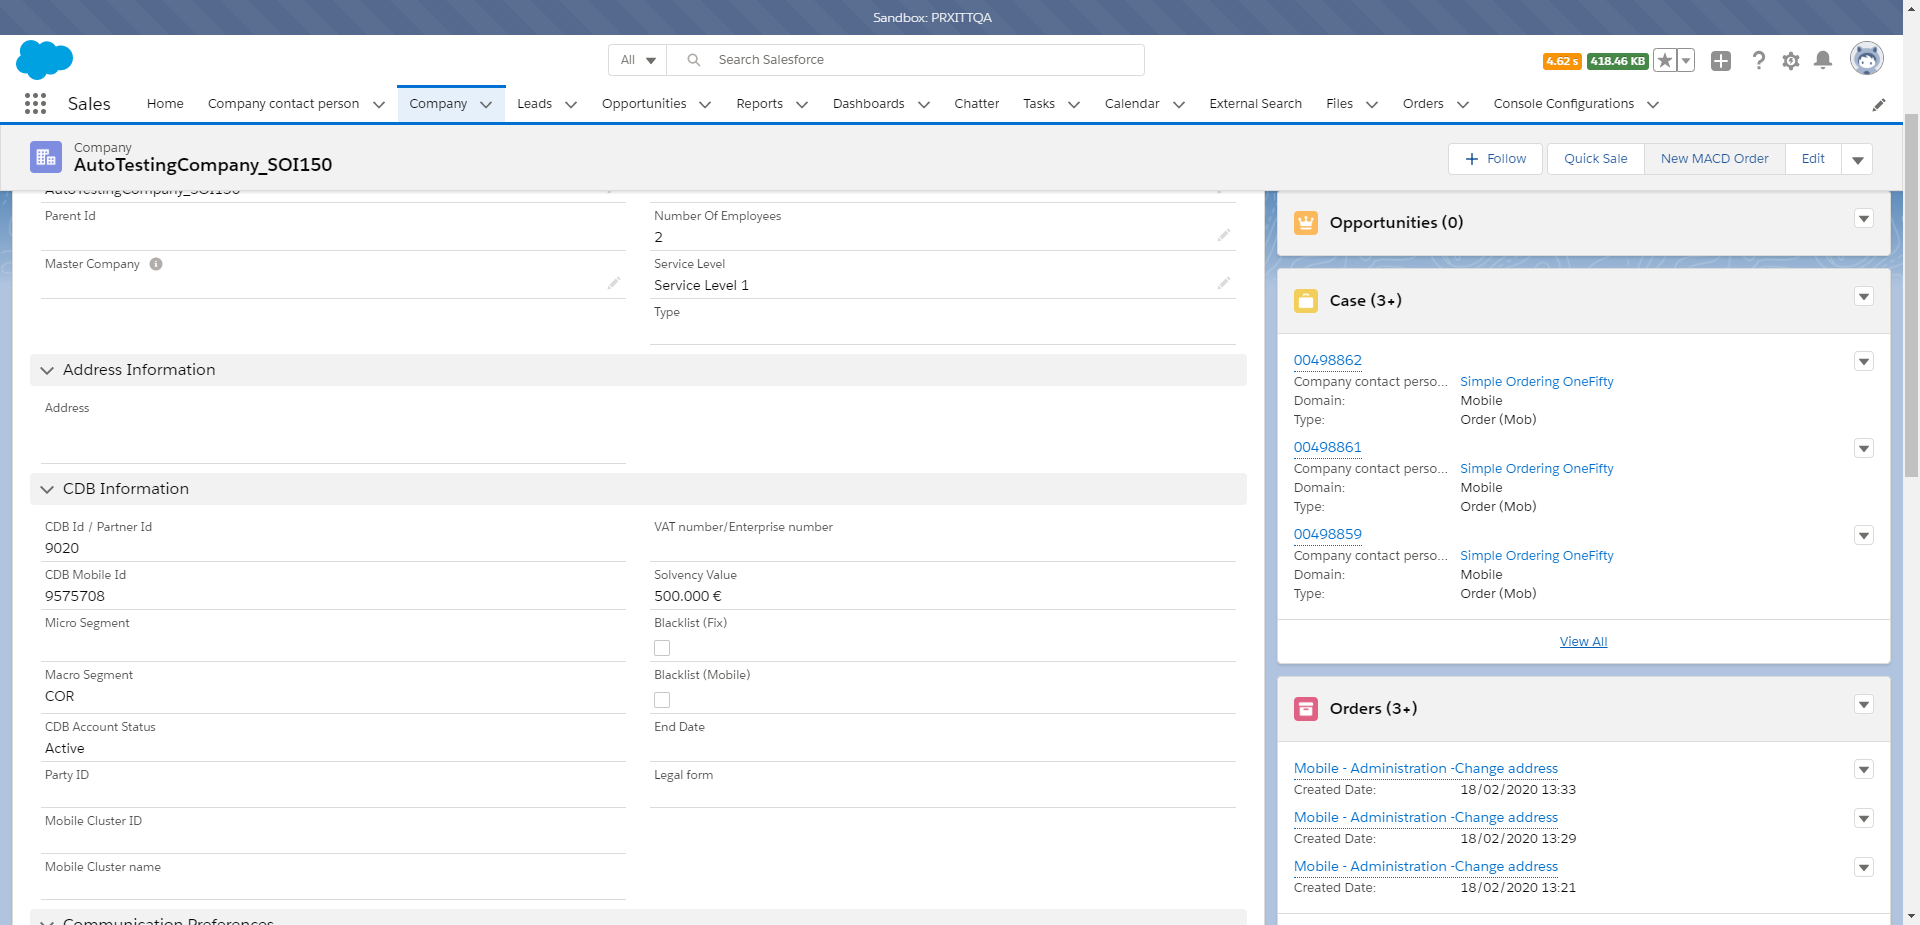 Sandbox: PRXITTQA
All
Search Salesforce
4.62 s
418.46 KB
Sales
Home
Company contact person
Company
Leads
Opportunities
Reports
Dashboards
Chatter
Tasks
Calendar
External Search
Files
Orders
Console Configurations
Company
AutoTestingCompany_SOI150
Follow
Quick Sale
New MACD Order
Edit
AutoTestingCompany_SOI150
Parent Id
Number Of Employees
2
Master Company
Service Level
Service Level 1
Type
Address Information
Address
CDB Information
CDB Id / Partner Id
9020
VAT number/Enterprise number
CDB Mobile Id
9575708
Solvency Value
500.000 €
Micro Segment
Blacklist (Fix)
Macro Segment
COR
Blacklist (Mobile)
CDB Account Status
Active
End Date
Party ID
Legal form
Mobile Cluster ID
Mobile Cluster name
Communication Preferences
Opportunities (0)
Case (3+)
00498862
Company contact perso... Simple Ordering OneFifty
Domain: Mobile
Type: Order (Mob)
00498861
Company contact perso... Simple Ordering OneFifty
Domain: Mobile
Type: Order (Mob)
00498859
Company contact perso... Simple Ordering OneFifty
Domain: Mobile
Type: Order (Mob)
View All
Orders (3+)
Mobile - Administration -Change address
Created Date: 18/02/2020 13:33
Mobile - Administration -Change address
Created Date: 18/02/2020 13:29
Mobile - Administration -Change address
Created Date: 18/02/2020 13:21